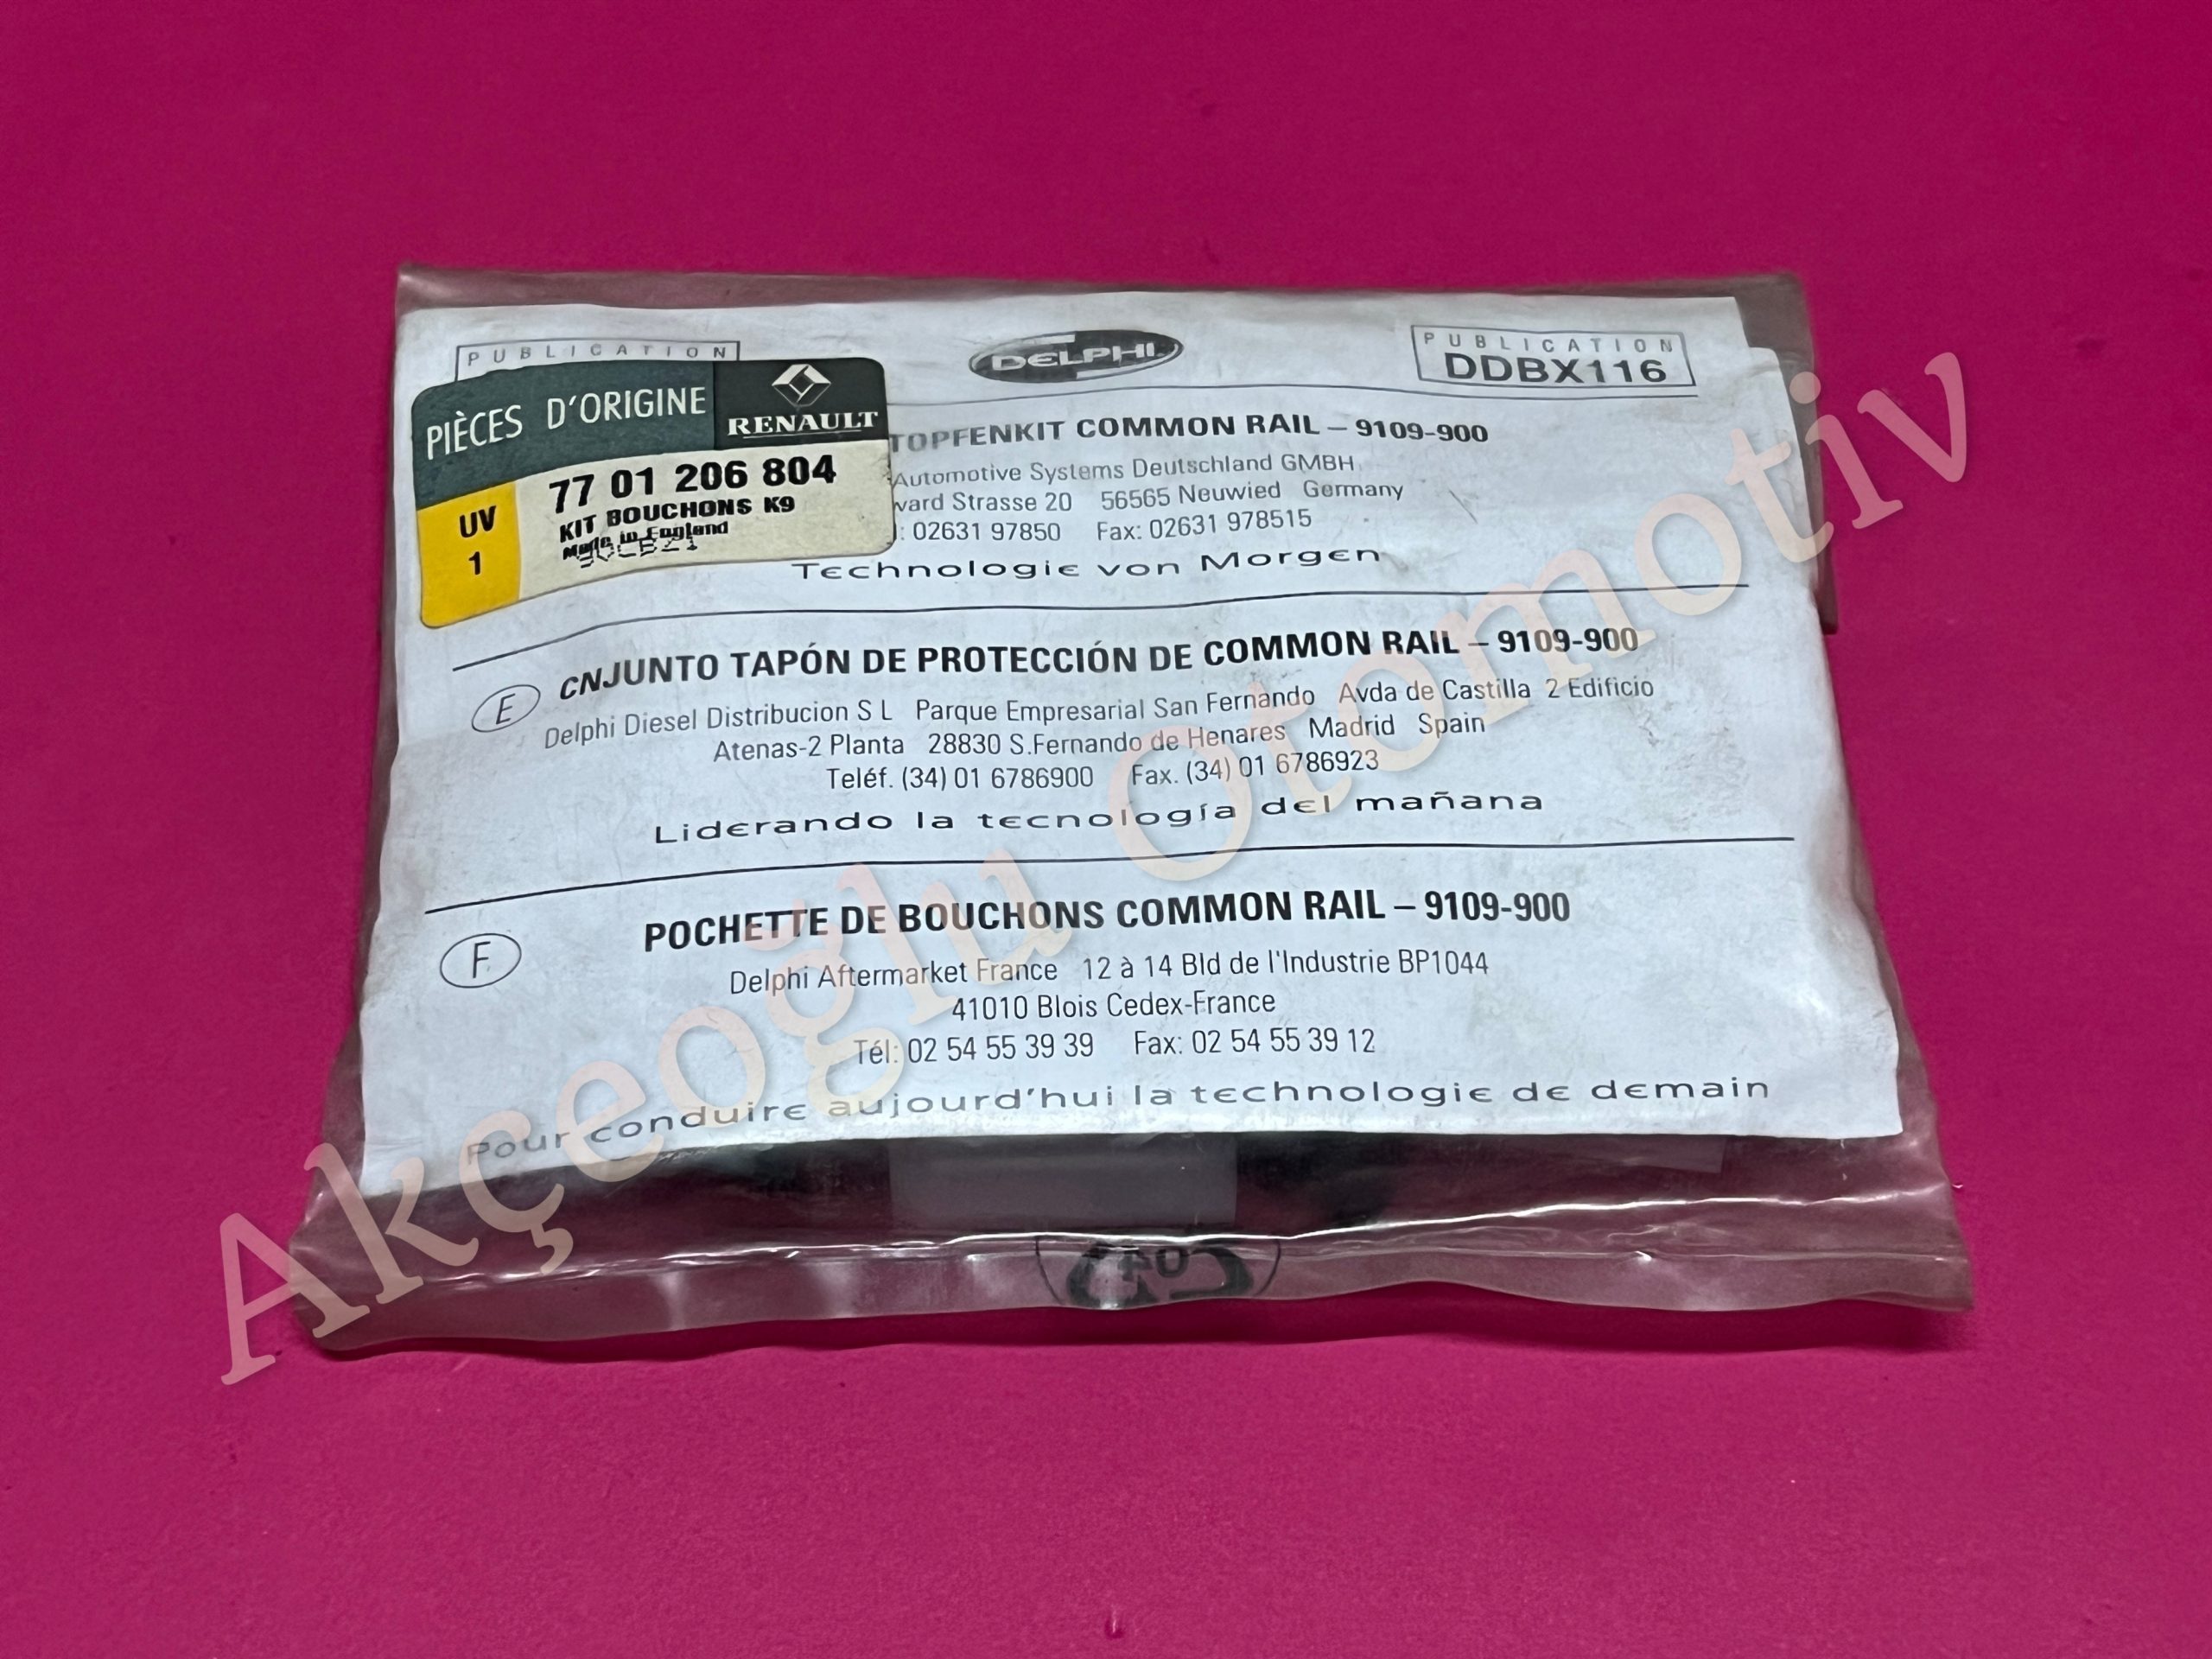 PUBLICATION
DELPHI
PUBLICATION
DDBX116
PIÈCES D'ORIGINE
RENAULT
77 01 206 804
KIT BOUCHONS K9
Made in England
UV
1
TOPFENKIT COMMON RAIL – 9109-900
Automotive Systems Deutschland GMBH
vard Strasse 20 56565 Neuwied Germany
: 02631 97850 Fax: 02631 978515
Technologie von Morgen
E
CNJUNTO TAPÓN DE PROTECCIÓN DE COMMON RAIL – 9109-900
Delphi Diesel Distribucion S L Parque Empresarial San Fernando Avda de Castilla 2 Edificio
Atenas-2 Planta 28830 S.Fernando de Henares Madrid Spain
Teléf. (34) 01 6786900 Fax. (34) 01 6786923
Liderando la tecnología del mañana
F
POCHETTE DE BOUCHONS COMMON RAIL – 9109-900
Delphi Aftermarket France 12 à 14 Bld de l'Industrie BP1044
41010 Blois Cedex-France
Tél: 02 54 55 39 39 Fax: 02 54 55 39 12
Pour conduire aujourd'hui la technologie de demain
Akçeoğlu Otomotiv